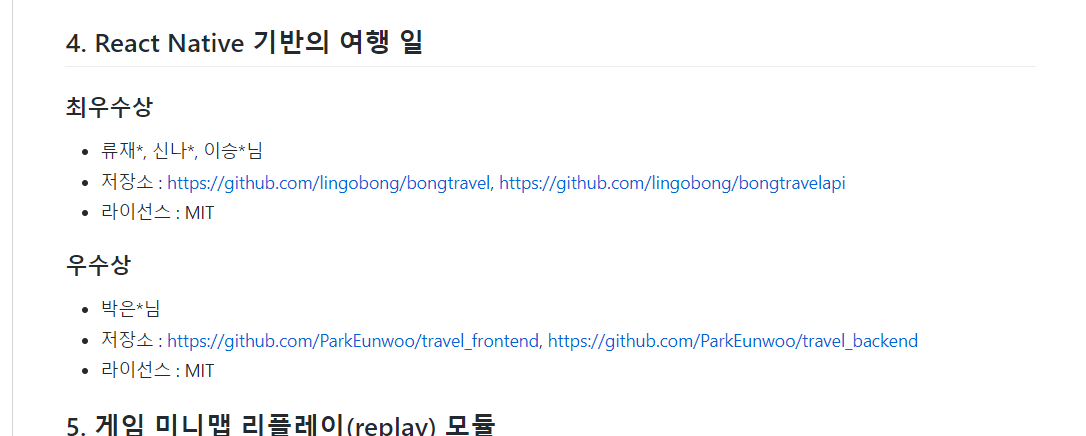 4. React Native 기반의 여행 일
최우수상
류재*, 신나*, 이승*님
저장소 : https://github.com/lingobong/bongtravel, https://github.com/lingobong/bongtravelapi
라이선스 : MIT
우수상
박은*님
저장소 : https://github.com/ParkEunwoo/travel_frontend, https://github.com/ParkEunwoo/travel_backend
라이선스 : MIT
5. 게임 미니맵 리플레이(replay) 모듈